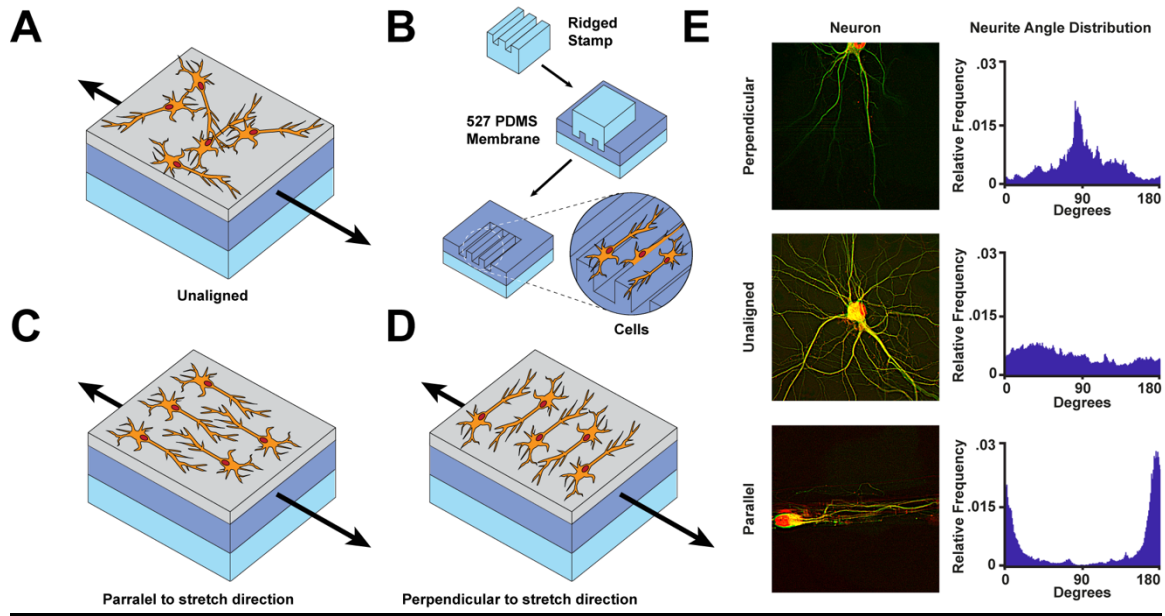 A
Unaligned
B
Ridged
Stamp
527 PDMS
Membrane
Cells
C
Parralel to stretch direction
D
Perpendicular to stretch direction
E
Neuron
Neurite Angle Distribution
Perpendicular
Relative Frequency
.03
.015
0
0
90
180
Degrees
Unaligned
Relative Frequency
.03
.015
0
0
90
180
Degrees
Parallel
Relative Frequency
.03
.015
0
0
90
180
Degrees